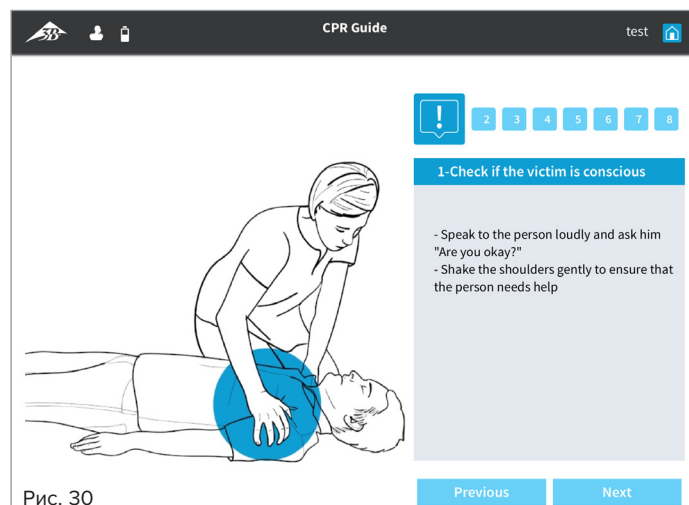 3B
CPR Guide
test
!
2 3 4 5 6 7 8
1-Check if the victim is conscious
- Speak to the person loudly and ask him
"Are you okay?"
- Shake the shoulders gently to ensure that
the person needs help
Previous
Next
Рис. 30